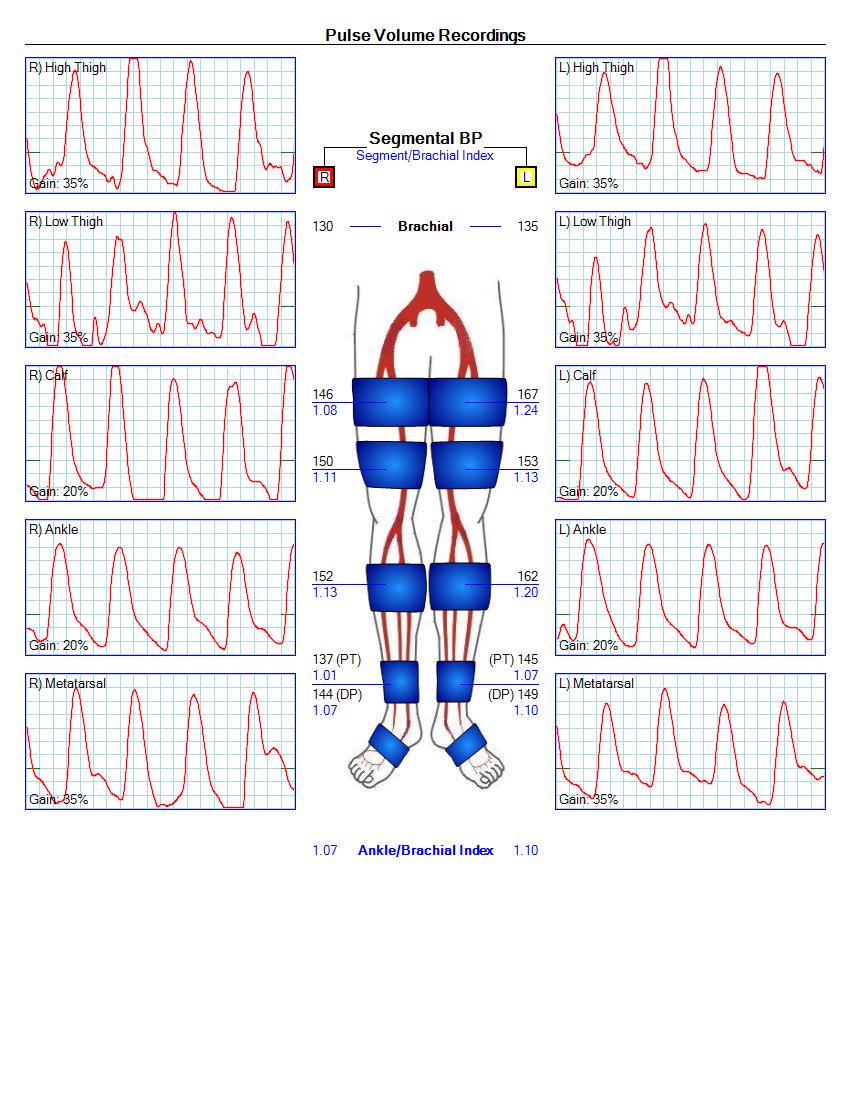 Pulse Volume Recordings
R) High Thigh
Gain: 35%
R) Low Thigh
Gain: 35%
R) Calf
Gain: 20%
R) Ankle
Gain: 20%
R) Metatarsal
Gain: 35%
Segmental BP
Segment/Brachial Index
R L
130 Brachial 135
146 167
1.08 1.24
150 153
1.11 1.13
152 162
1.13 1.20
137 (PT) (PT) 145
1.01 1.07
144 (DP) (DP) 149
1.07 1.10
1.07 Ankle/Brachial Index 1.10
L) High Thigh
Gain: 35%
L) Low Thigh
Gain: 35%
L) Calf
Gain: 20%
L) Ankle
Gain: 20%
L) Metatarsal
Gain: 35%